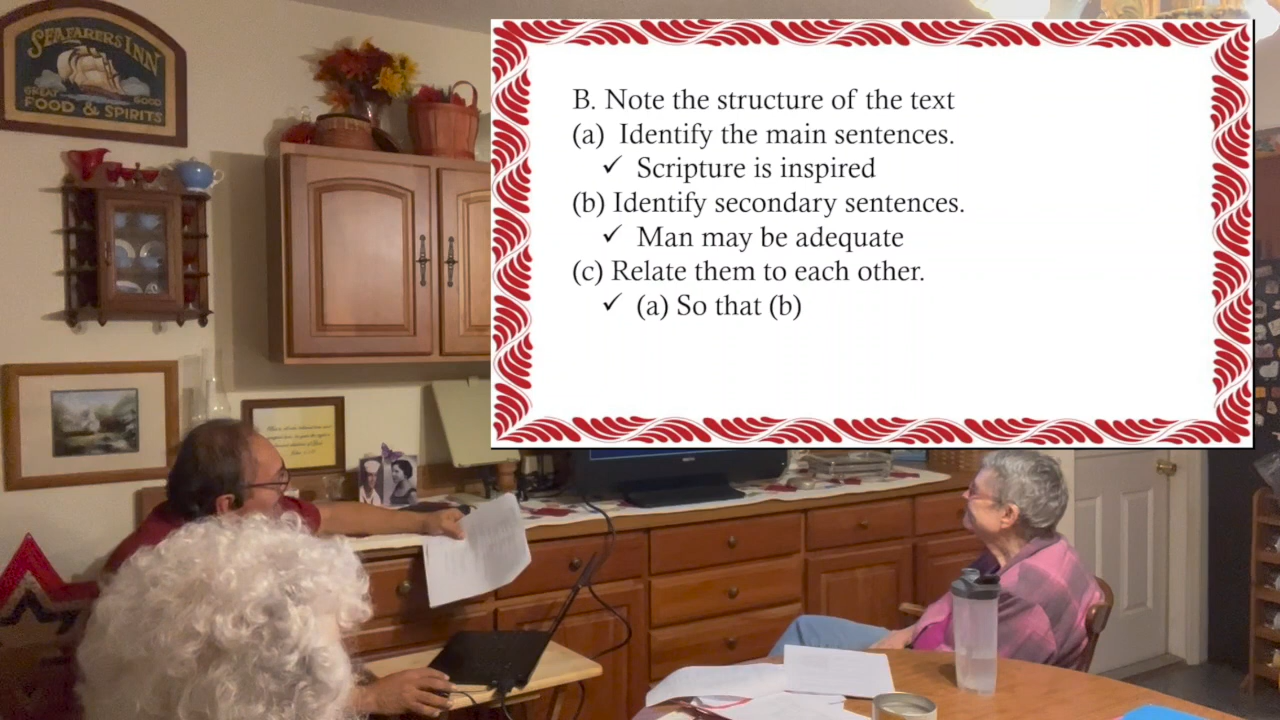 SEAFARERS INN
GREAT GOOD
FOOD & SPIRITS
B. Note the structure of the text
(a) Identify the main sentences.
✓ Scripture is inspired
(b) Identify secondary sentences.
✓ Man may be adequate
(c) Relate them to each other.
✓ (a) So that (b)